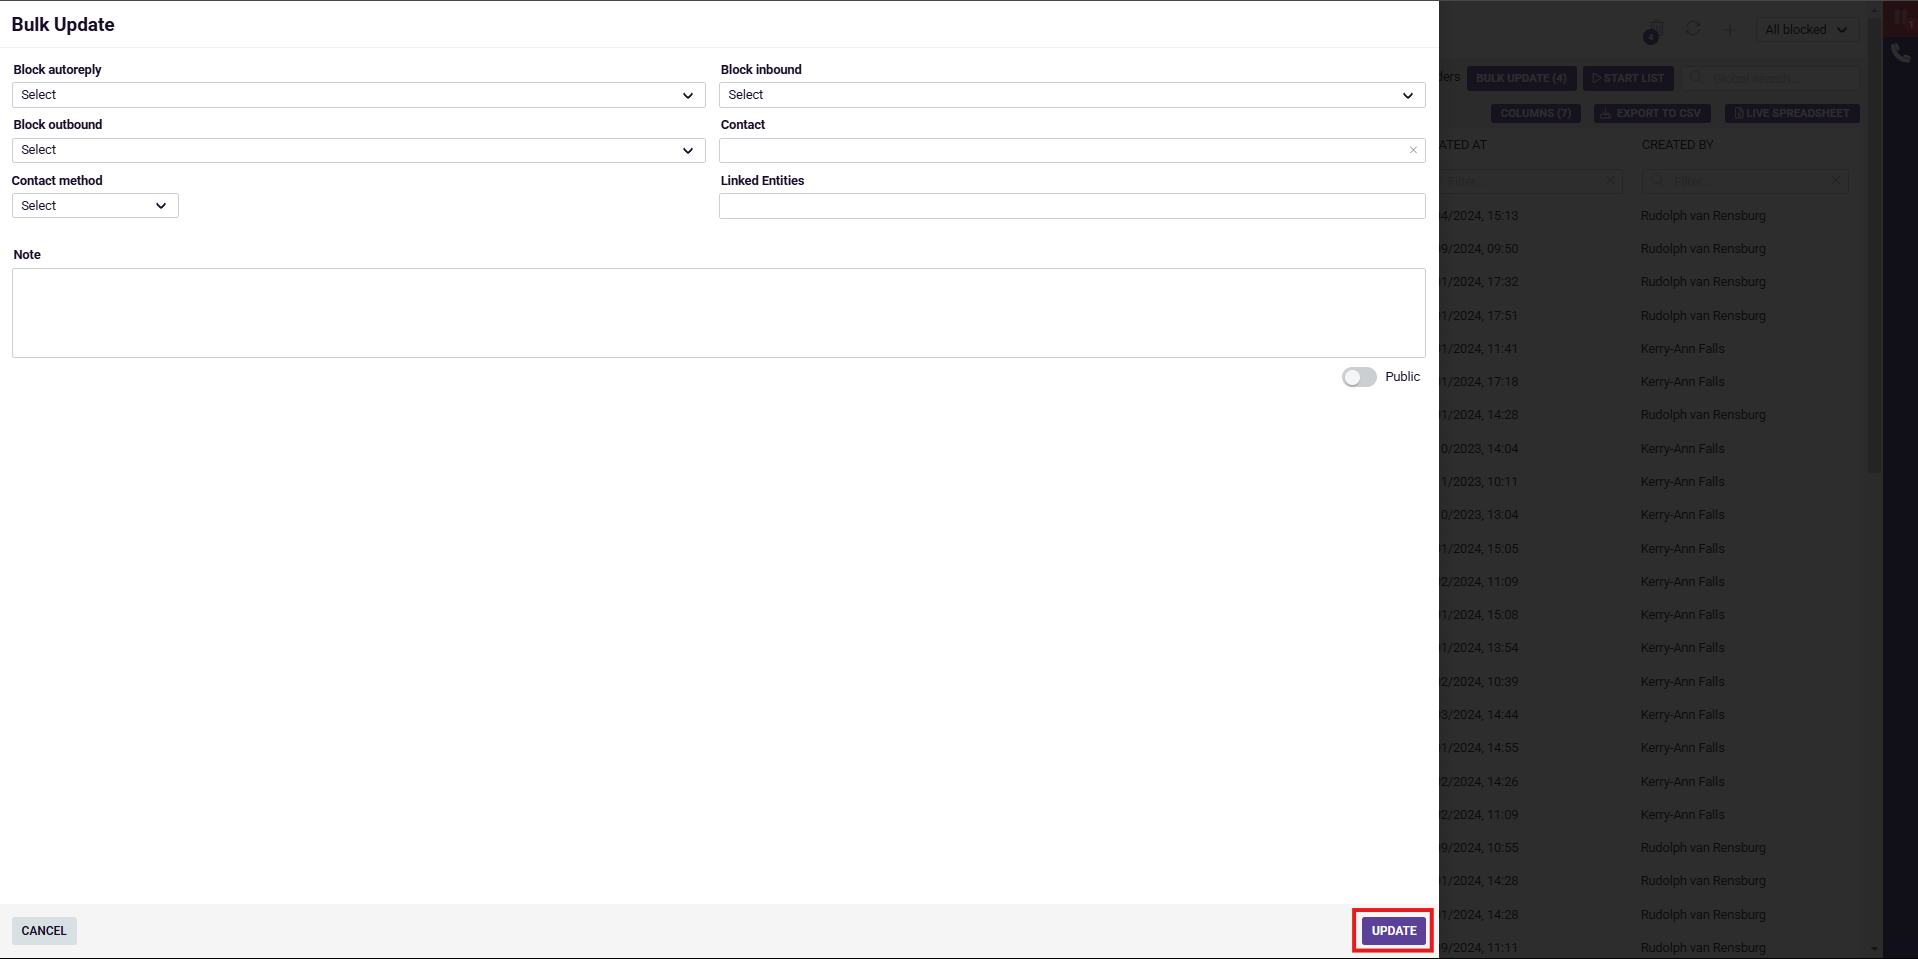 Bulk Update
4
All blocked
1
Block autoreply
Block inbound
ders
BULK UPDATE (4)
START LIST
Global search...
Select
Select
COLUMNS (7)
EXPORT TO CSV
LIVE SPREADSHEET
Block outbound
Contact
ATED AT
CREATED BY
Select
Contact method
Linked Entities
Filter...
Filter...
Select
4/2024, 15:13 Rudolph van Rensburg
9/2024, 09:50 Rudolph van Rensburg
Note
1/2024, 17:32 Rudolph van Rensburg
1/2024, 17:51 Rudolph van Rensburg
1/2024, 11:41 Kerry-Ann Falls
Public
1/2024, 17:18 Kerry-Ann Falls
1/2024, 14:28 Rudolph van Rensburg
0/2023, 14:04 Kerry-Ann Falls
1/2023, 10:11 Kerry-Ann Falls
0/2023, 13:04 Kerry-Ann Falls
1/2024, 15:05 Kerry-Ann Falls
2/2024, 11:09 Kerry-Ann Falls
1/2024, 15:08 Kerry-Ann Falls
1/2024, 13:54 Kerry-Ann Falls
2/2024, 10:39 Kerry-Ann Falls
3/2024, 14:44 Kerry-Ann Falls
1/2024, 14:55 Kerry-Ann Falls
2/2024, 14:26 Kerry-Ann Falls
2/2024, 11:09 Kerry-Ann Falls
9/2024, 10:55 Rudolph van Rensburg
1/2024, 14:28 Rudolph van Rensburg
1/2024, 14:28 Rudolph van Rensburg
9/2024, 11:11 Rudolph van Rensburg
CANCEL
UPDATE